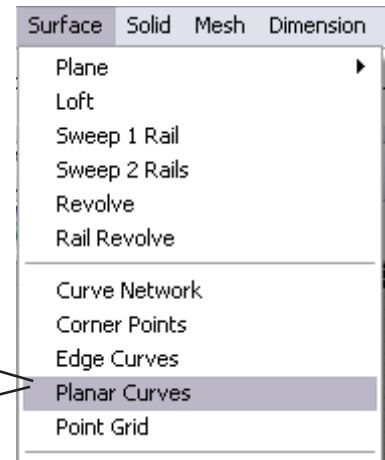 Surface Solid Mesh Dimension
Plane
Loft
Sweep 1 Rail
Sweep 2 Rails
Revolve
Rail Revolve
Curve Network
Corner Points
Edge Curves
Planar Curves
Point Grid